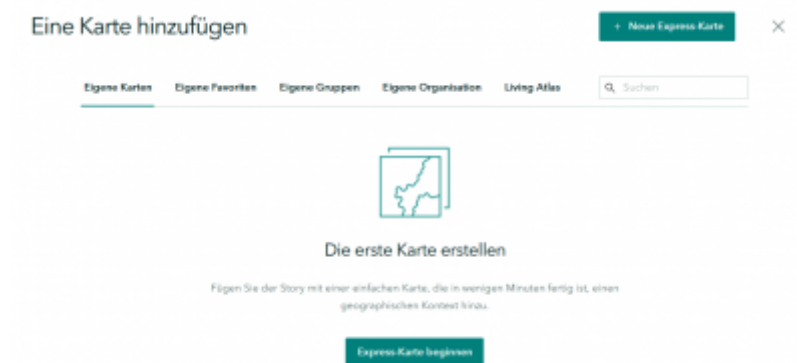 Eine Karte hinzufügen
+ Neue Express-Karte
Eigene Karten Eigene Favoriten Eigene Gruppen Eigene Organisation Living Atlas Suchen
Die erste Karte erstellen
Fügen Sie der Story mit einer einfachen Karte, die in wenigen Minuten fertig ist, einen
geographischen Kontext hinzu.
Express-Karte beginnen